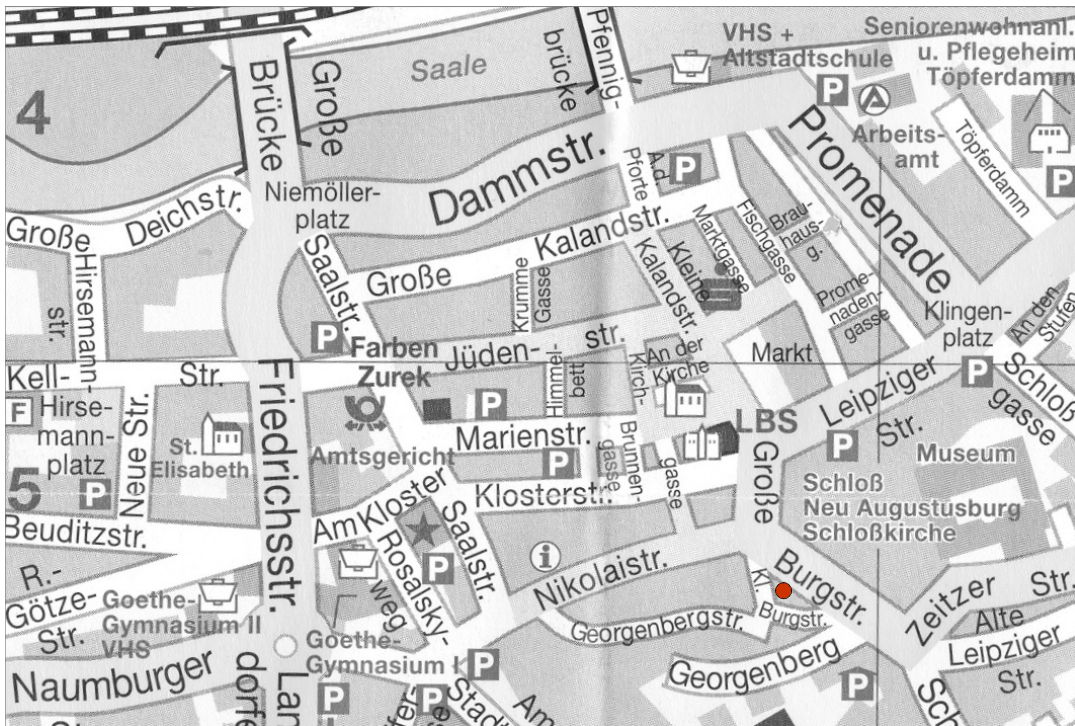 Pfennig-
brücke
VHS +
Altstadtschule
Seniorenwohnanl.
u. Pflegeheim
Töpferdamm
Große
Brücke
Saale
4
P
Arbeits-
amt
Töpferdamm
P
Promenade
Dammstr.
A.d.
Pforte
P
Niemöller-
platz
Deichstr.
Große
Hirsemann-
str.
Saalstr.
Große
Kalandstr.
Krumme
Gasse
Kleine
Kalandstr.
Marktgasse
Fischgasse
Brau-
haus-
g.
Prome-
naden-
gasse
Klingen-
platz
An den
Stufen
P
Farben
Zurek
Jüden-
str.
Himmel-
bett
An der
Kirche
Kirch-
gasse
Markt
Leipziger
Str.
P
Schloß
gasse
Kell-
Str.
F
Hirse-
mann-
platz
P
Neue Str.
St.
Elisabeth
Friedrichsstr.
P
Amtsgericht
Marienstr.
P
Brunnen-
gasse
LBS
P
Museum
Schloß
Neu Augustusburg
Schloßkirche
5
Beuditzstr.
Am Kloster
Klosterstr.
Große
Burgstr.
Saalstr.
Rosalsky-
weg
P
i
Nikolaistr.
Kl.
Burgstr.
Zeitzer
Str.
R.-
Götze-
Str.
Goethe-
Gymnasium II
VHS
Goethe-
Gymnasium I
P
Georgenbergstr.
Georgenberg
P
Alte
Leipziger
Str.
Naumburger
P
P
Am